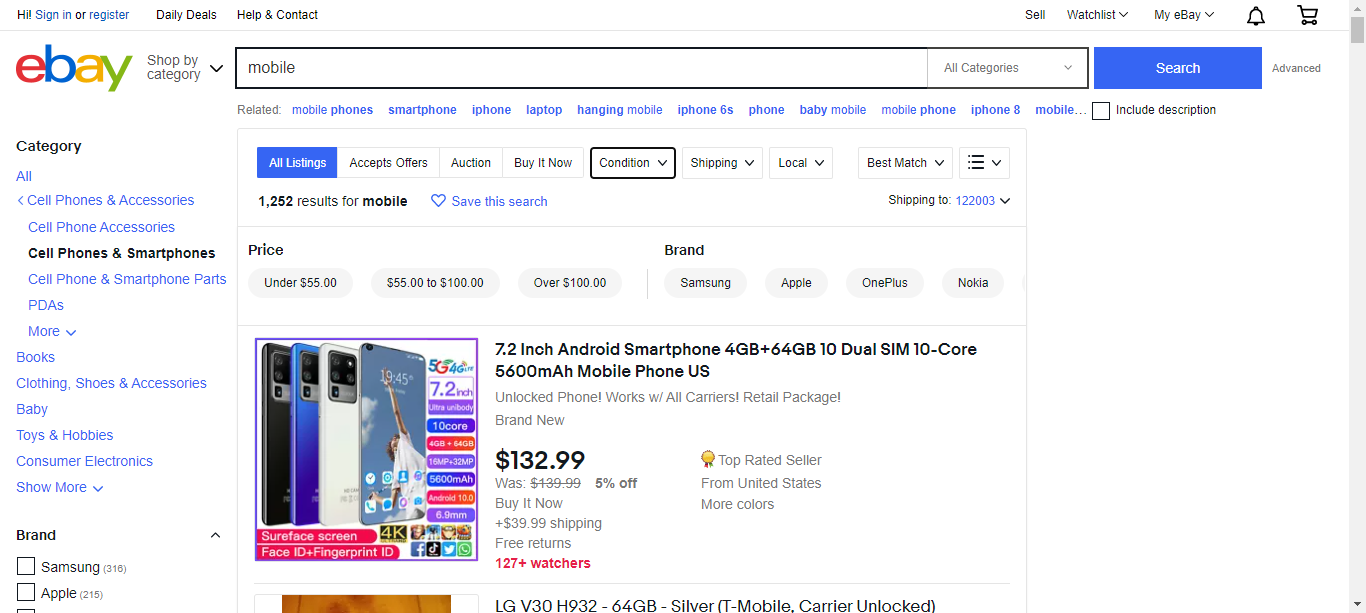 Hi! Sign in or register Daily Deals Help & Contact Sell Watchlist My eBay
ebay Shop by category mobile All Categories Search Advanced
Related: mobile phones smartphone iphone laptop hanging mobile iphone 6s phone baby mobile mobile phone iphone 8 mobile... Include description
Category
All
Cell Phones & Accessories
Cell Phone Accessories
Cell Phones & Smartphones
Cell Phone & Smartphone Parts
PDAs
More
Books
Clothing, Shoes & Accessories
Baby
Toys & Hobbies
Consumer Electronics
Show More
Brand
Samsung (316)
Apple (215)
All Listings Accepts Offers Auction Buy It Now Condition Shipping Local Best Match
1,252 results for mobile Save this search Shipping to: 122003
Price Brand
Under $55.00 $55.00 to $100.00 Over $100.00 Samsung Apple OnePlus Nokia
19:45
5G4G LTE
7.2inch
Ultra unibody
10core
4GB + 64GB
16MP+32MP
5600mAh
Android 10.0
6.9mm
Sureface screen 4K
Face ID+Fingerprint ID
7.2 Inch Android Smartphone 4GB+64GB 10 Dual SIM 10-Core
5600mAh Mobile Phone US
Unlocked Phone! Works w/ All Carriers! Retail Package!
Brand New
$132.99
Was: $139.99 5% off
Buy It Now
+$39.99 shipping
Free returns
127+ watchers
Top Rated Seller
From United States
More colors
LG V30 H932 - 64GB - Silver (T-Mobile, Carrier Unlocked)